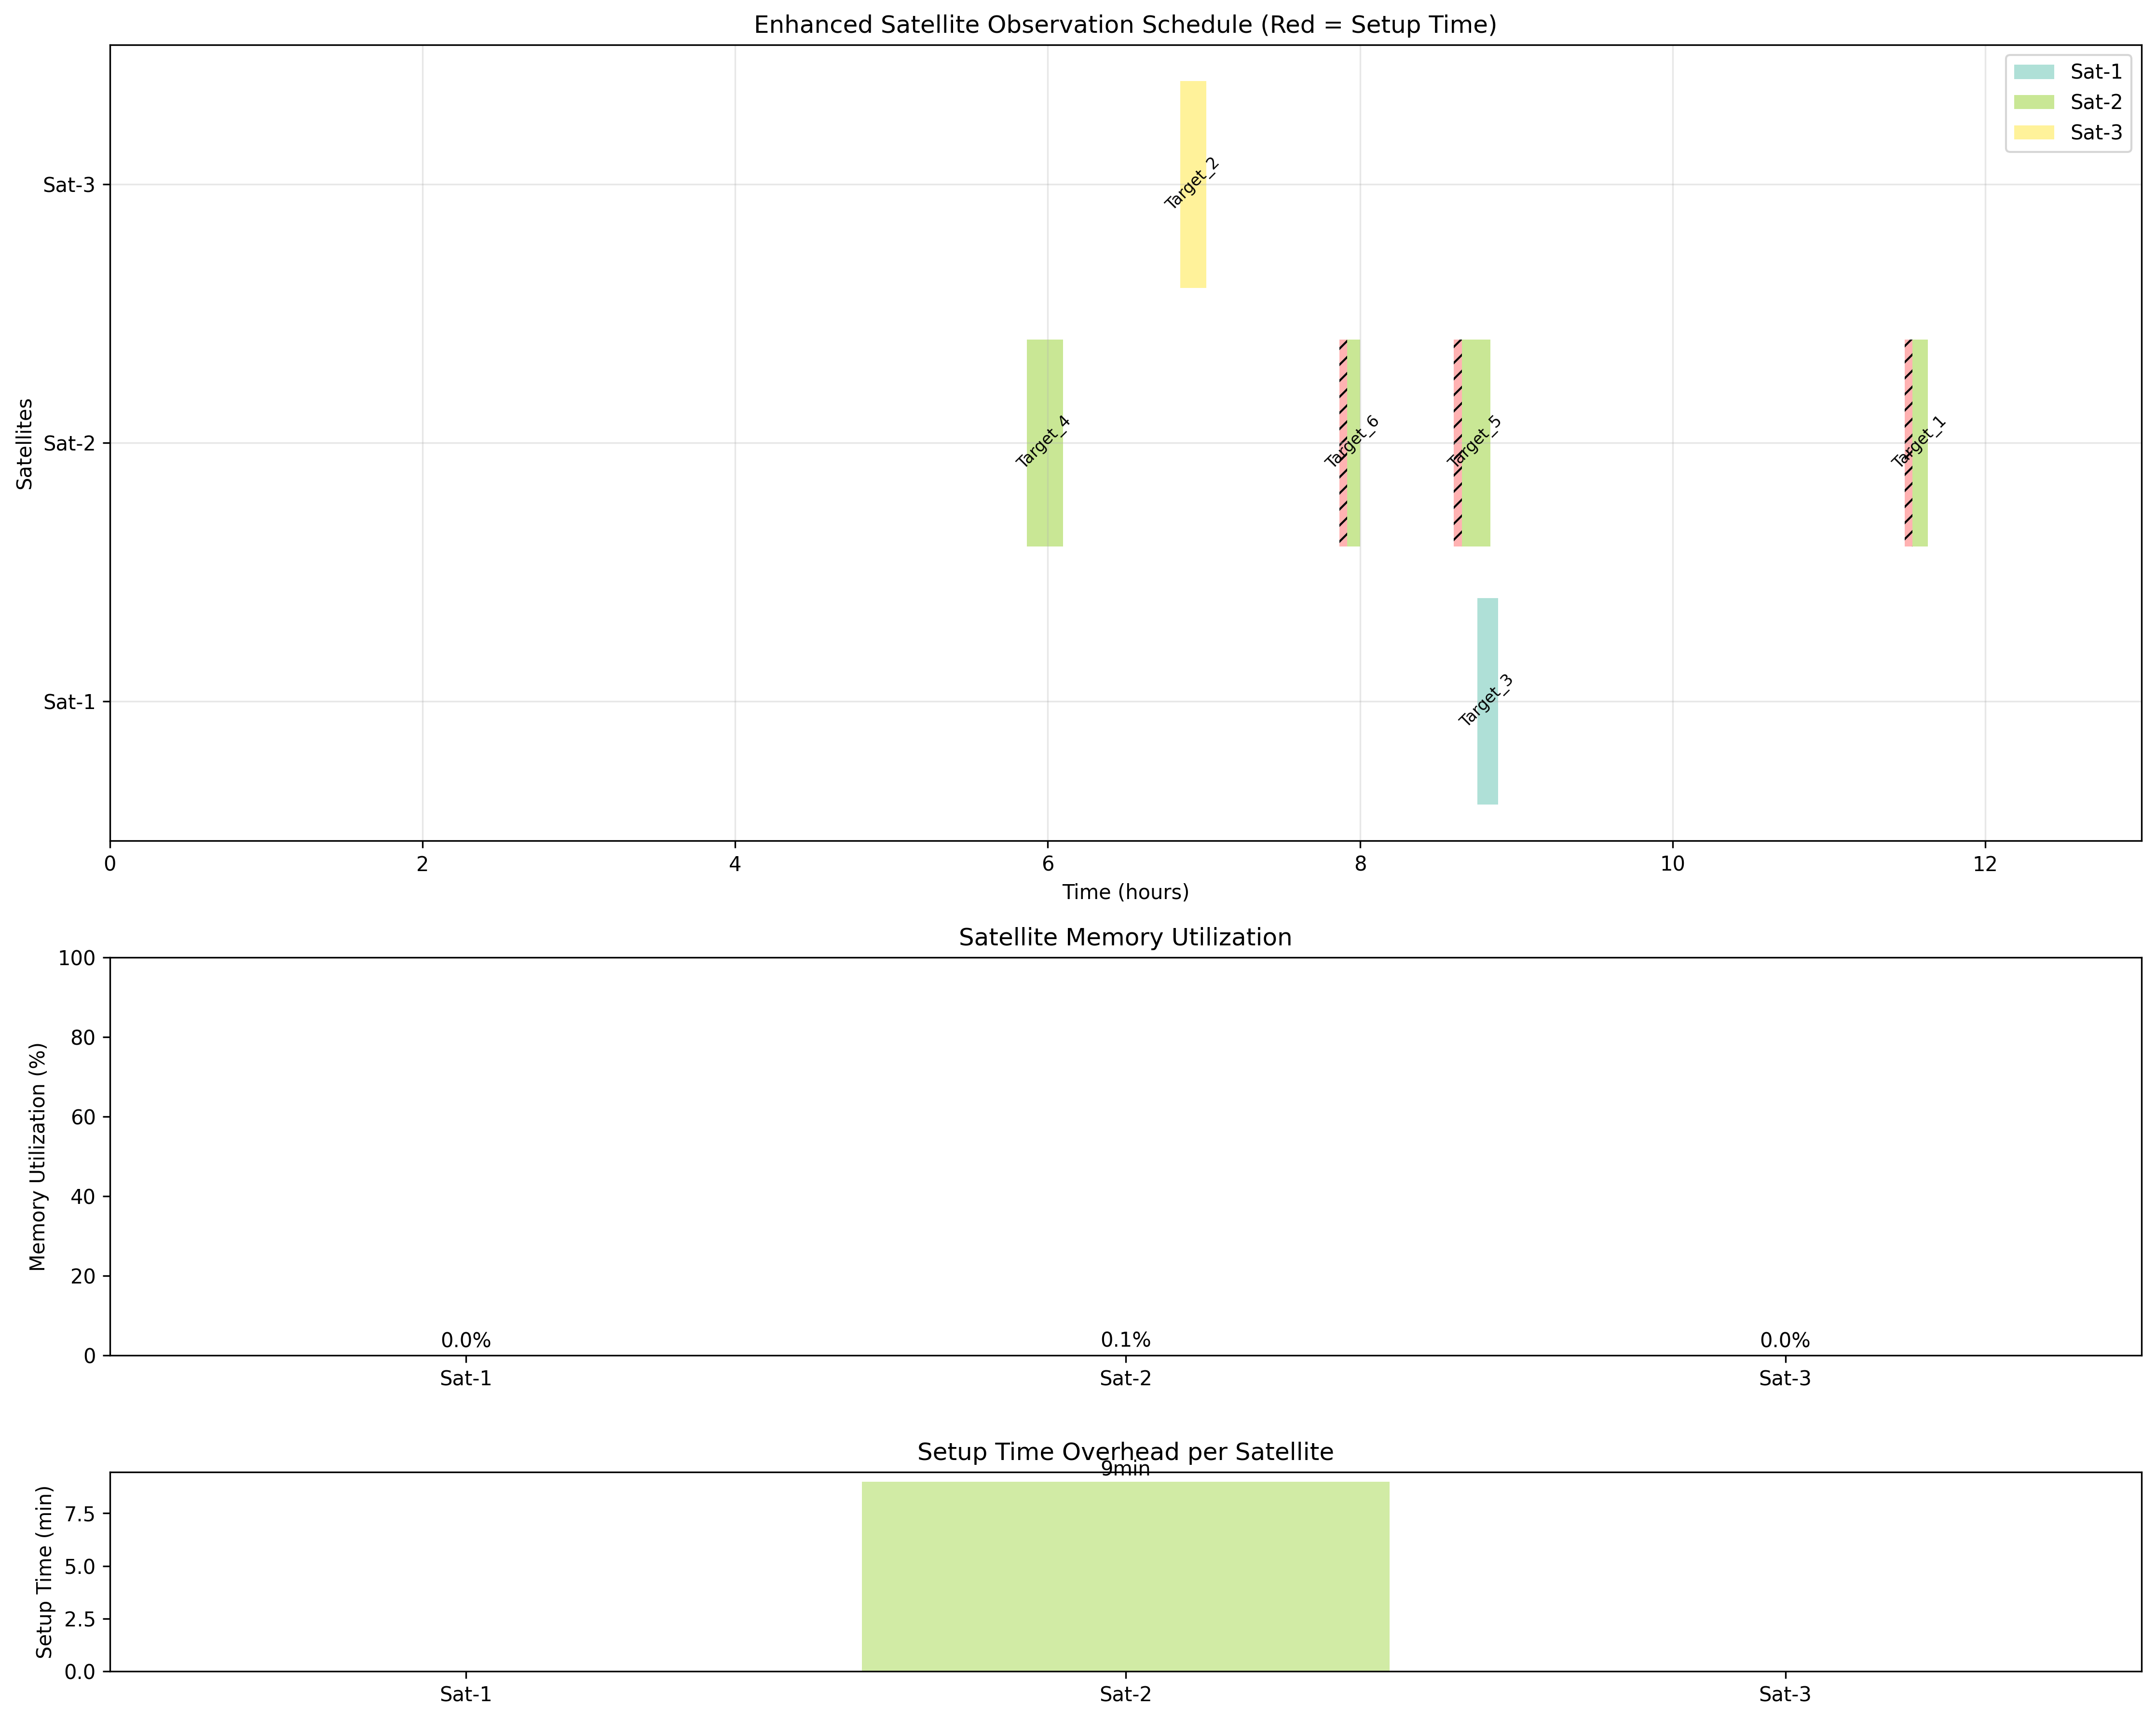 Enhanced Satellite Observation Schedule (Red = Setup Time)
Sat-1
Sat-2
Sat-3
Satellites
Sat-3
Sat-2
Sat-1
Target_2
Target_4
Target_6
Target_5
Target_1
Target_3
0 2 4 6 8 10 12
Time (hours)
Satellite Memory Utilization
Memory Utilization (%)
100
80
60
40
20
0
0.0% 0.1% 0.0%
Sat-1 Sat-2 Sat-3
Setup Time Overhead per Satellite
9min
Setup Time (min)
7.5
5.0
2.5
0.0
Sat-1 Sat-2 Sat-3